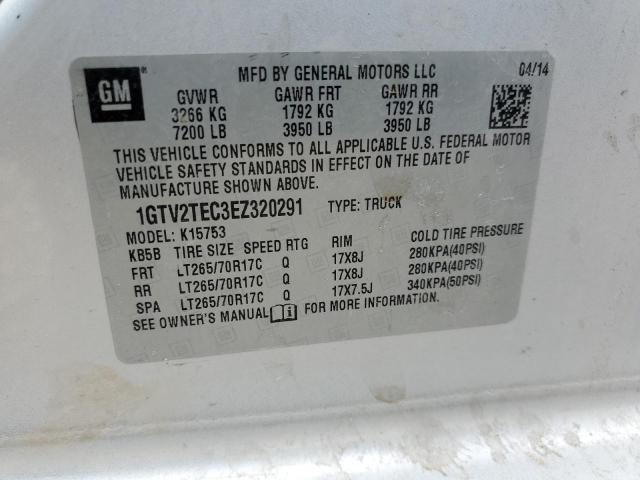 GM
MFD BY GENERAL MOTORS LLC 04/14
GVWR GAWR FRT GAWR RR
3266 KG 1792 KG 1792 KG
7200 LB 3950 LB 3950 LB
THIS VEHICLE CONFORMS TO ALL APPLICABLE U.S. FEDERAL MOTOR
VEHICLE SAFETY STANDARDS IN EFFECT ON THE DATE OF
MANUFACTURE SHOWN ABOVE.
1GTV2TEC3EZ320291 TYPE: TRUCK
MODEL: K15753
KB5B TIRE SIZE SPEED RTG RIM COLD TIRE PRESSURE
FRT LT265/70R17C Q 17X8J 280KPA(40PSI)
RR LT265/70R17C Q 17X8J 280KPA(40PSI)
SPA LT265/70R17C Q 17X7.5J 340KPA(50PSI)
SEE OWNER'S MANUAL FOR MORE INFORMATION.